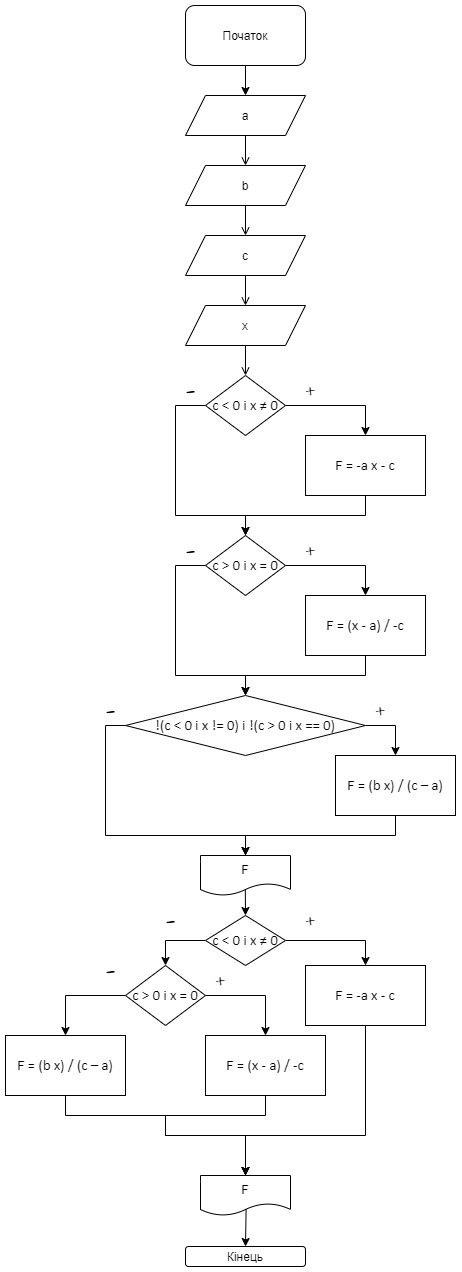 Початок
a
b
c
x
−
c < 0 і x ≠ 0
+
F = -a x - c
−
c > 0 і x = 0
+
F = (x - a) / -c
−
!(c < 0 і x != 0) і !(c > 0 і x == 0)
+
F = (b x) / (c – a)
F
−
c < 0 і x ≠ 0
+
−
c > 0 і x = 0
+
F = -a x - c
F = (b x) / (c – a)
F = (x - a) / -c
F
Кінець